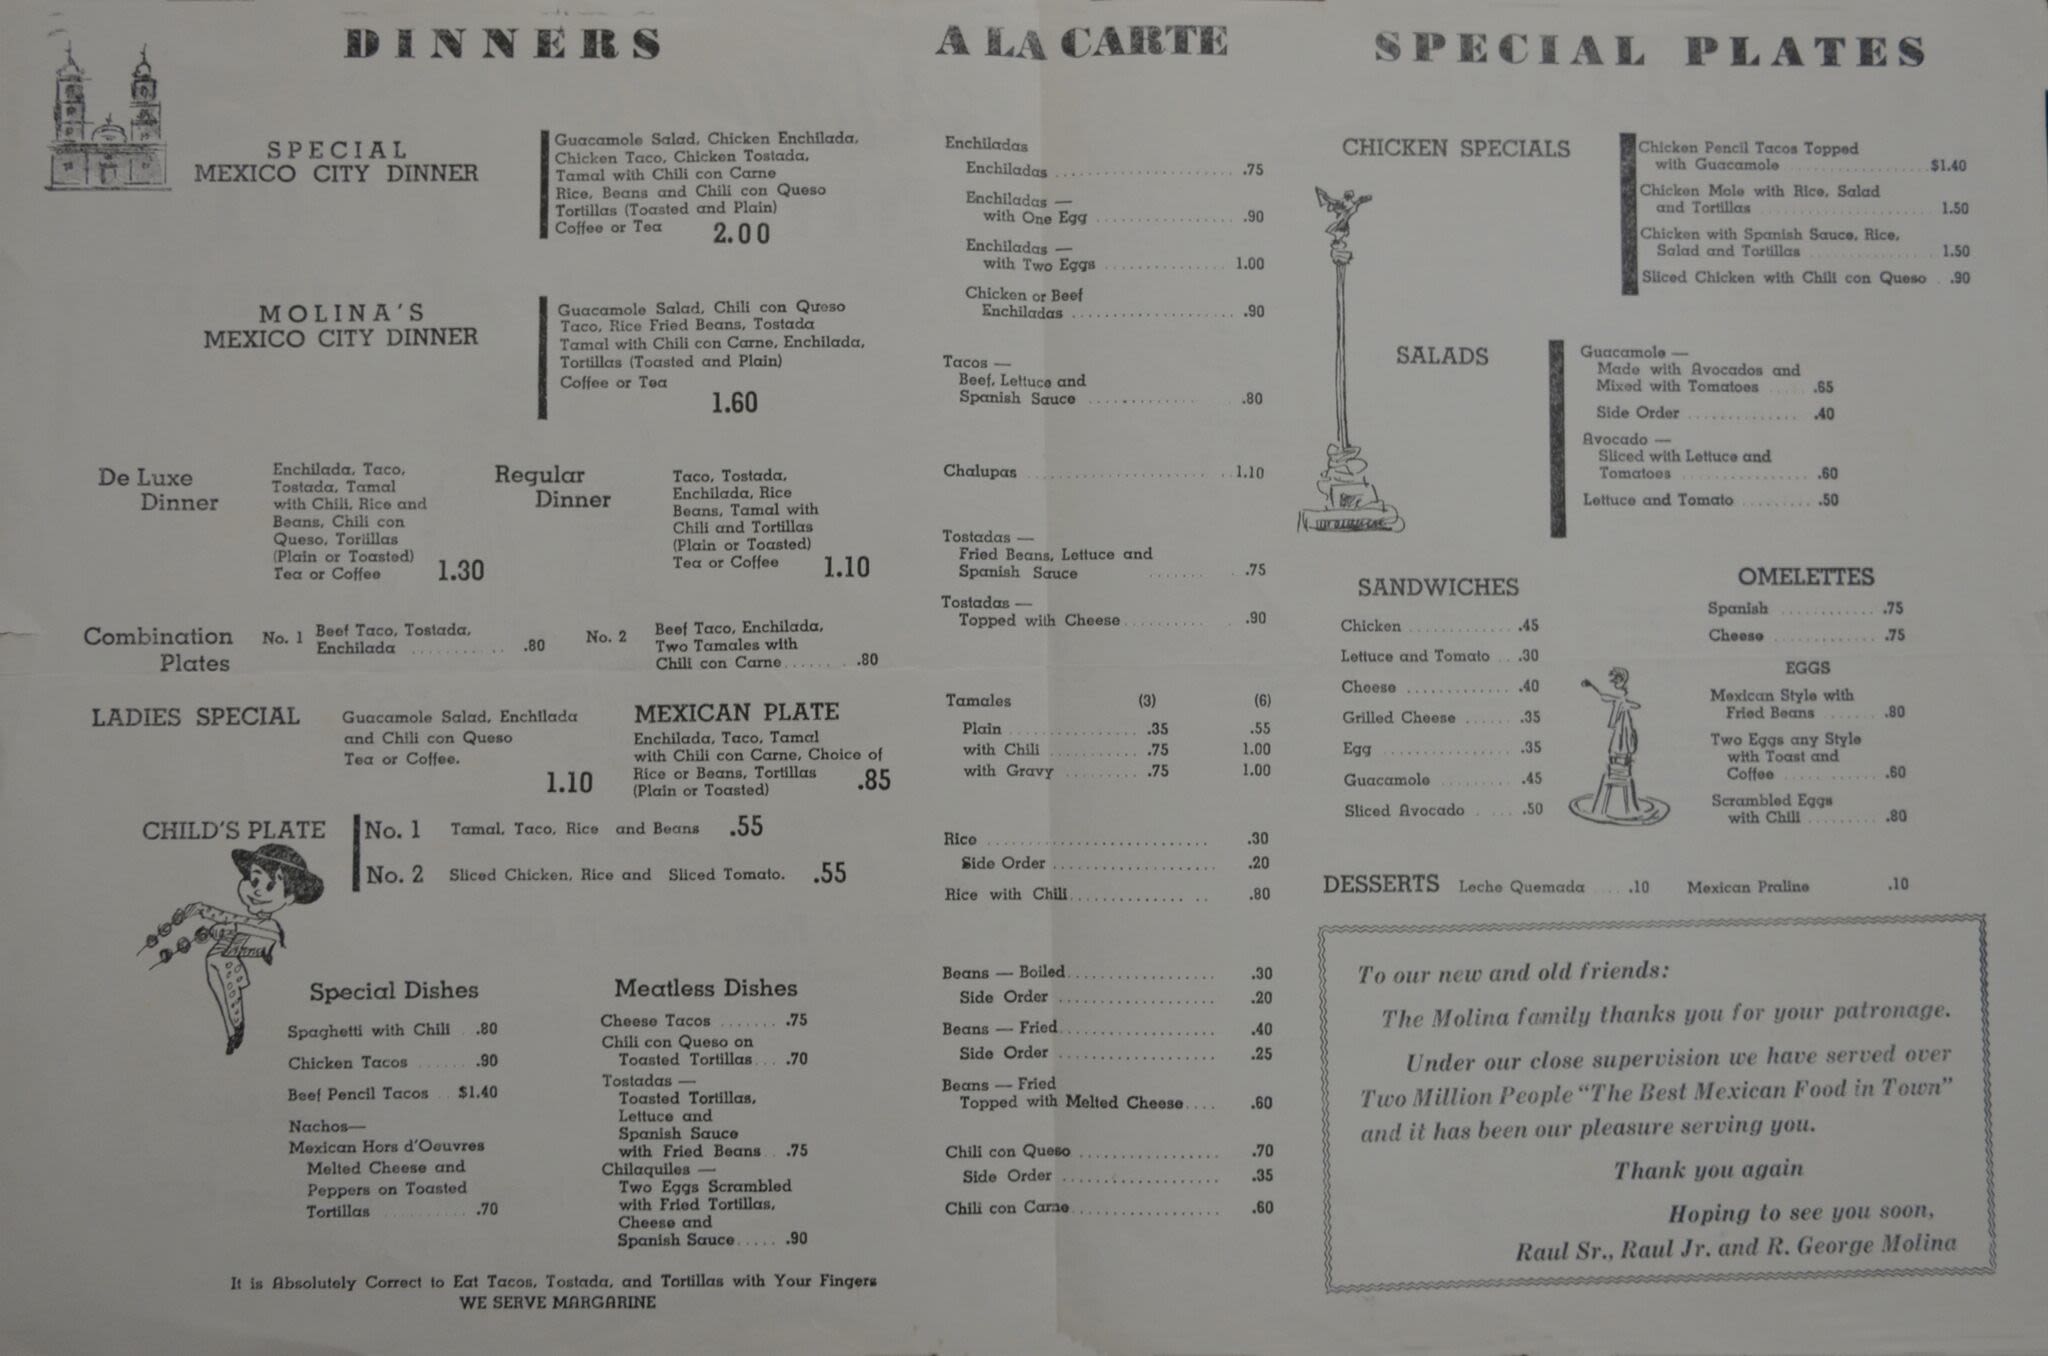 DINNERS
SPECIAL
MEXICO CITY DINNER
Guacamole Salad, Chicken Enchilada,
Chicken Taco, Chicken Tostada,
Tamal with Chili con Carne
Rice, Beans and Chili con Queso
Tortillas (Toasted and Plain)
Coffee or Tea 2.00
MOLINA'S
MEXICO CITY DINNER
Guacamole Salad, Chili con Queso
Taco, Rice Fried Beans, Tostada
Tamal with Chili con Carne, Enchilada,
Tortillas (Toasted and Plain)
Coffee or Tea
1.60
De Luxe
Dinner
Enchilada, Taco,
Tostada, Tamal
with Chili, Rice and
Beans, Chili con
Queso, Tortillas
(Plain or Toasted)
Tea or Coffee 1.30
Regular
Dinner
Taco, Tostada,
Enchilada, Rice
Beans, Tamal with
Chili and Tortillas
(Plain or Toasted)
Tea or Coffee 1.10
Combination
Plates
No. 1 Beef Taco, Tostada,
Enchilada .......... .80
No. 2 Beef Taco, Enchilada,
Two Tamales with
Chili con Carne...... .80
LADIES SPECIAL
Guacamole Salad, Enchilada
and Chili con Queso
Tea or Coffee.
1.10
MEXICAN PLATE
Enchilada, Taco, Tamal
with Chili con Carne, Choice of
Rice or Beans, Tortillas .85
(Plain or Toasted)
CHILD'S PLATE
No. 1 Tamal, Taco, Rice and Beans .55
No. 2 Sliced Chicken, Rice and Sliced Tomato. .55
Special Dishes
Spaghetti with Chili .80
Chicken Tacos ...... .90
Beef Pencil Tacos .. $1.40
Nachos—
Mexican Hors d'Oeuvres
Melted Cheese and
Peppers on Toasted
Tortillas .......... .70
Meatless Dishes
Cheese Tacos ....... .75
Chili con Queso on
Toasted Tortillas... .70
Tostadas —
Toasted Tortillas,
Lettuce and
Spanish Sauce
with Fried Beans .75
Chilaquiles —
Two Eggs Scrambled
with Fried Tortillas,
Cheese and
Spanish Sauce..... .90
It is Absolutely Correct to Eat Tacos, Tostada, and Tortillas with Your Fingers
WE SERVE MARGARINE
A LA CARTE
Enchiladas
Enchiladas .................... .75
Enchiladas —
with One Egg ................ .90
Enchiladas —
with Two Eggs .............. 1.00
Chicken or Beef
Enchiladas .................. .90
Tacos —
Beef, Lettuce and
Spanish Sauce ............ .80
Chalupas .................... 1.10
Tostadas —
Fried Beans, Lettuce and
Spanish Sauce ....... .75
Tostadas —
Topped with Cheese.......... .90
Tamales (3) (6)
Plain ............... .35 .55
with Chili .......... .75 1.00
with Gravy ........ .75 1.00
Rice ........................... .30
Side Order .................. .20
Rice with Chili............... .80
Beans — Boiled................ .30
Side Order .................. .20
Beans — Fried................. .40
Side Order .................. .25
Beans — Fried
Topped with Melted Cheese.... .60
Chili con Queso ............... .70
Side Order .................. .35
Chili con Carne................ .60
SPECIAL PLATES
CHICKEN SPECIALS
Chicken Pencil Tacos Topped
with Guacamole ................ $1.40
Chicken Mole with Rice, Salad
and Tortillas .................... 1.50
Chicken with Spanish Sauce, Rice,
Salad and Tortillas .............. 1.50
Sliced Chicken with Chili con Queso . .90
SALADS
Guacamole —
Made with Avocados and
Mixed with Tomatoes .... .65
Side Order ............. .40
Avocado —
Sliced with Lettuce and
Tomatoes ............... .60
Lettuce and Tomato ........ .50
SANDWICHES
Chicken ............. .45
Lettuce and Tomato .. .30
Cheese ............. .40
Grilled Cheese ...... .35
Egg ................. .35
Guacamole ......... .45
Sliced Avocado . .... .50
OMELETTES
Spanish ............ .75
Cheese ............. .75
EGGS
Mexican Style with
Fried Beans ....... .80
Two Eggs any Style
with Toast and
Coffee ............. .60
Scrambled Eggs
with Chili ......... .80
DESSERTS Leche Quemada .... .10 Mexican Praline .10
To our new and old friends:
The Molina family thanks you for your patronage.
Under our close supervision we have served over
Two Million People "The Best Mexican Food in Town"
and it has been our pleasure serving you.
Thank you again
Hoping to see you soon,
Raul Sr., Raul Jr. and R. George Molina